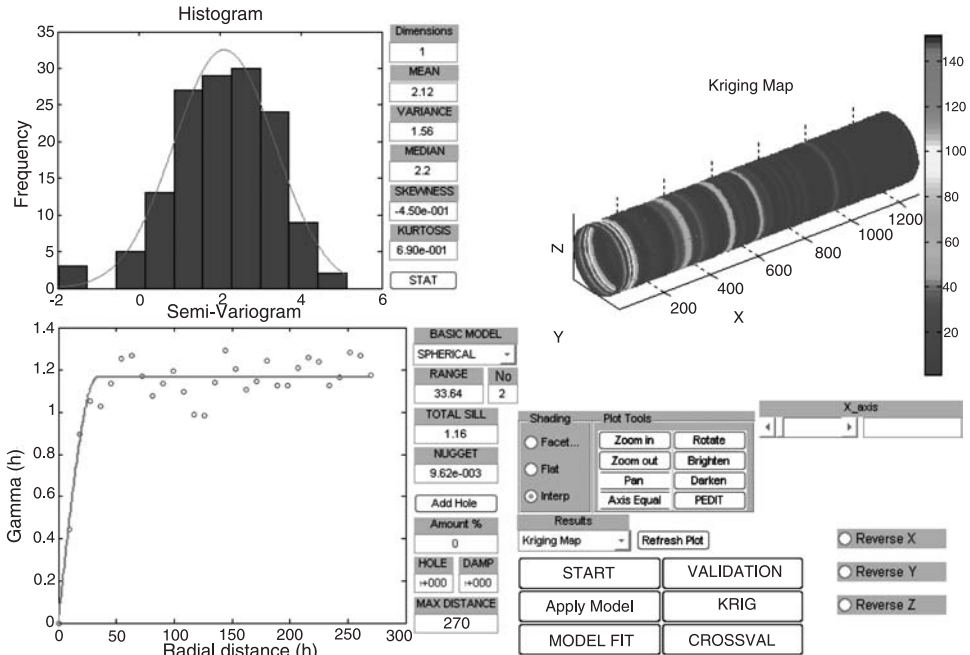 Histogram
35
30
25
20
15
10
5
0
Frequency
-2
0
2
4
6
Dimensions
1
MEAN
2.12
VARIANCE
1.56
MEDIAN
2.2
SKEWNESS
-4.50e-001
KURTOSIS
6.90e-001
STAT
Kriging Map
Z
Y
X
200
400
600
800
1000
1200
140
120
100
80
60
40
20
Semi-Variogram
1.4
1.2
1
0.8
0.6
0.4
0.2
0
Gamma (h)
0
50
100
150
200
250
300
Radial distance (h)
BASIC MODEL
SPHERICAL
RANGE
No
33.64
2
TOTAL SILL
1.16
NUGGET
9.62e-003
Add Hole
Amount %
0
HOLE
DAMP
!+000
!+000
MAX DISTANCE
270
Shading
Facet...
Flat
Interp
Plot Tools
Zoom in
Rotate
Zoom out
Brighten
Pan
Darken
Axis Equal
PEDIT
X_axis
Results
Kriging Map
Refresh Plot
START
VALIDATION
Apply Model
KRIG
MODEL FIT
CROSSVAL
Reverse X
Reverse Y
Reverse Z